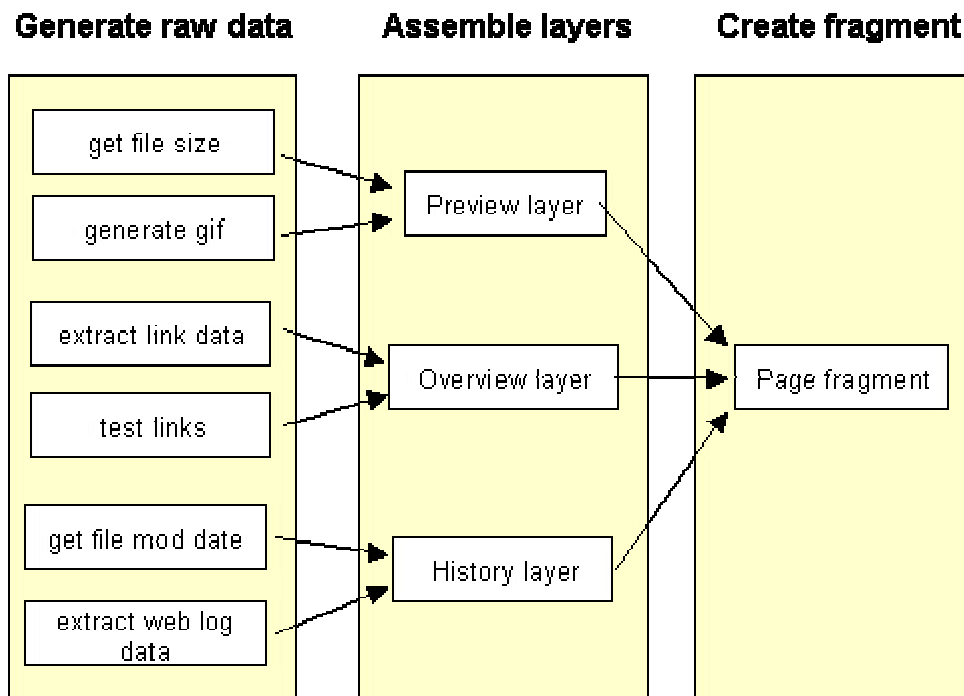 Generate raw data
Assemble layers
Create fragment
get file size
generate gif
extract link data
test links
get file mod date
extract web log
data
Preview layer
Overview layer
History layer
Page fragment